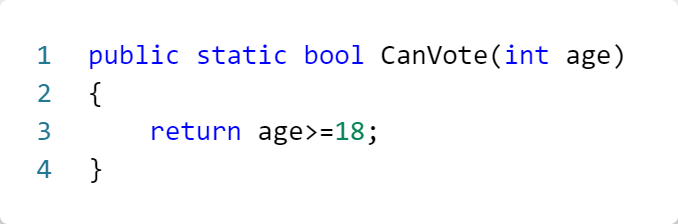 1 public static bool CanVote(int age)
2 {
3     return age>=18;
4 }